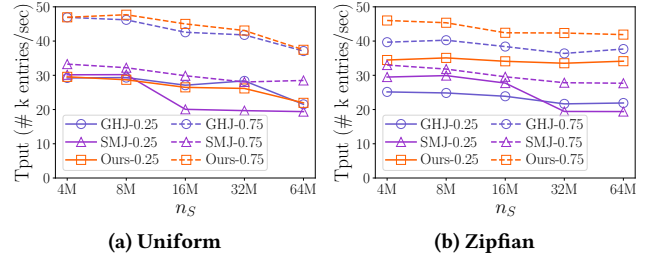 Tput (# k entries/sec)
50
40
30
20
10
0
GHJ-0.25
SMJ-0.25
Ours-0.25
GHJ-0.75
SMJ-0.75
Ours-0.75
4M 8M 16M 32M 64M
n_S
(a) Uniform
Tput (# k entries/sec)
50
40
30
20
10
0
GHJ-0.25
SMJ-0.25
Ours-0.25
GHJ-0.75
SMJ-0.75
Ours-0.75
4M 8M 16M 32M 64M
n_S
(b) Zipfian